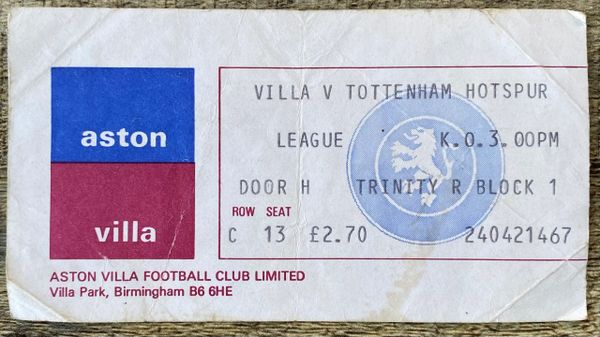 aston
villa
VILLA V TOTTENHAM HOTSPUR
LEAGUE K.O.3.00PM
DOOR H TRINITY R BLOCK 1
ROW SEAT
C 13 £2.70 240421467
ASTON VILLA FOOTBALL CLUB LIMITED
Villa Park, Birmingham B6 6HE